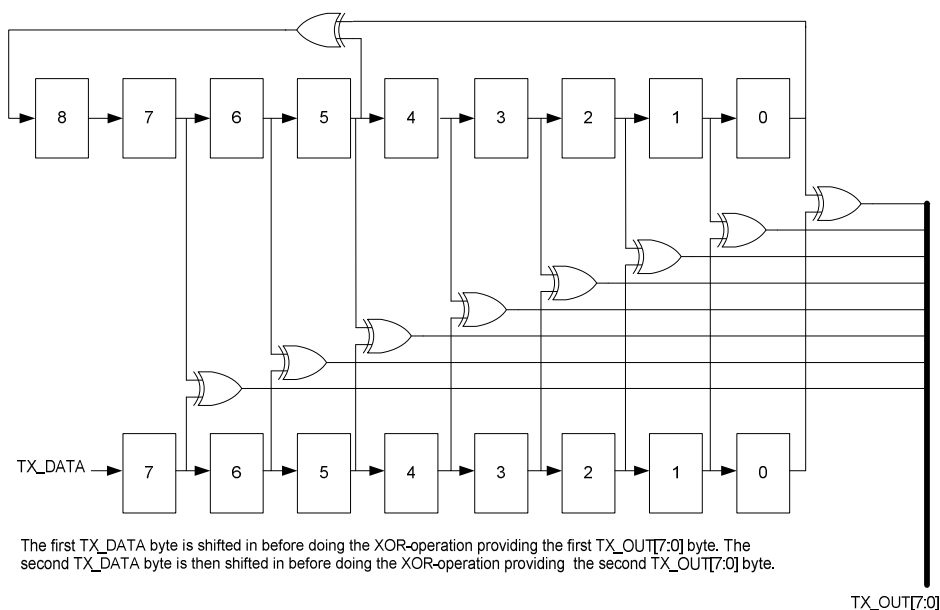 8 7 6 5 4 3 2 1 0
TX_DATA 7 6 5 4 3 2 1 0
The first TX_DATA byte is shifted in before doing the XOR-operation providing the first TX_OUT[7:0] byte. The
second TX_DATA byte is then shifted in before doing the XOR-operation providing the second TX_OUT[7:0] byte.
TX_OUT[7:0]